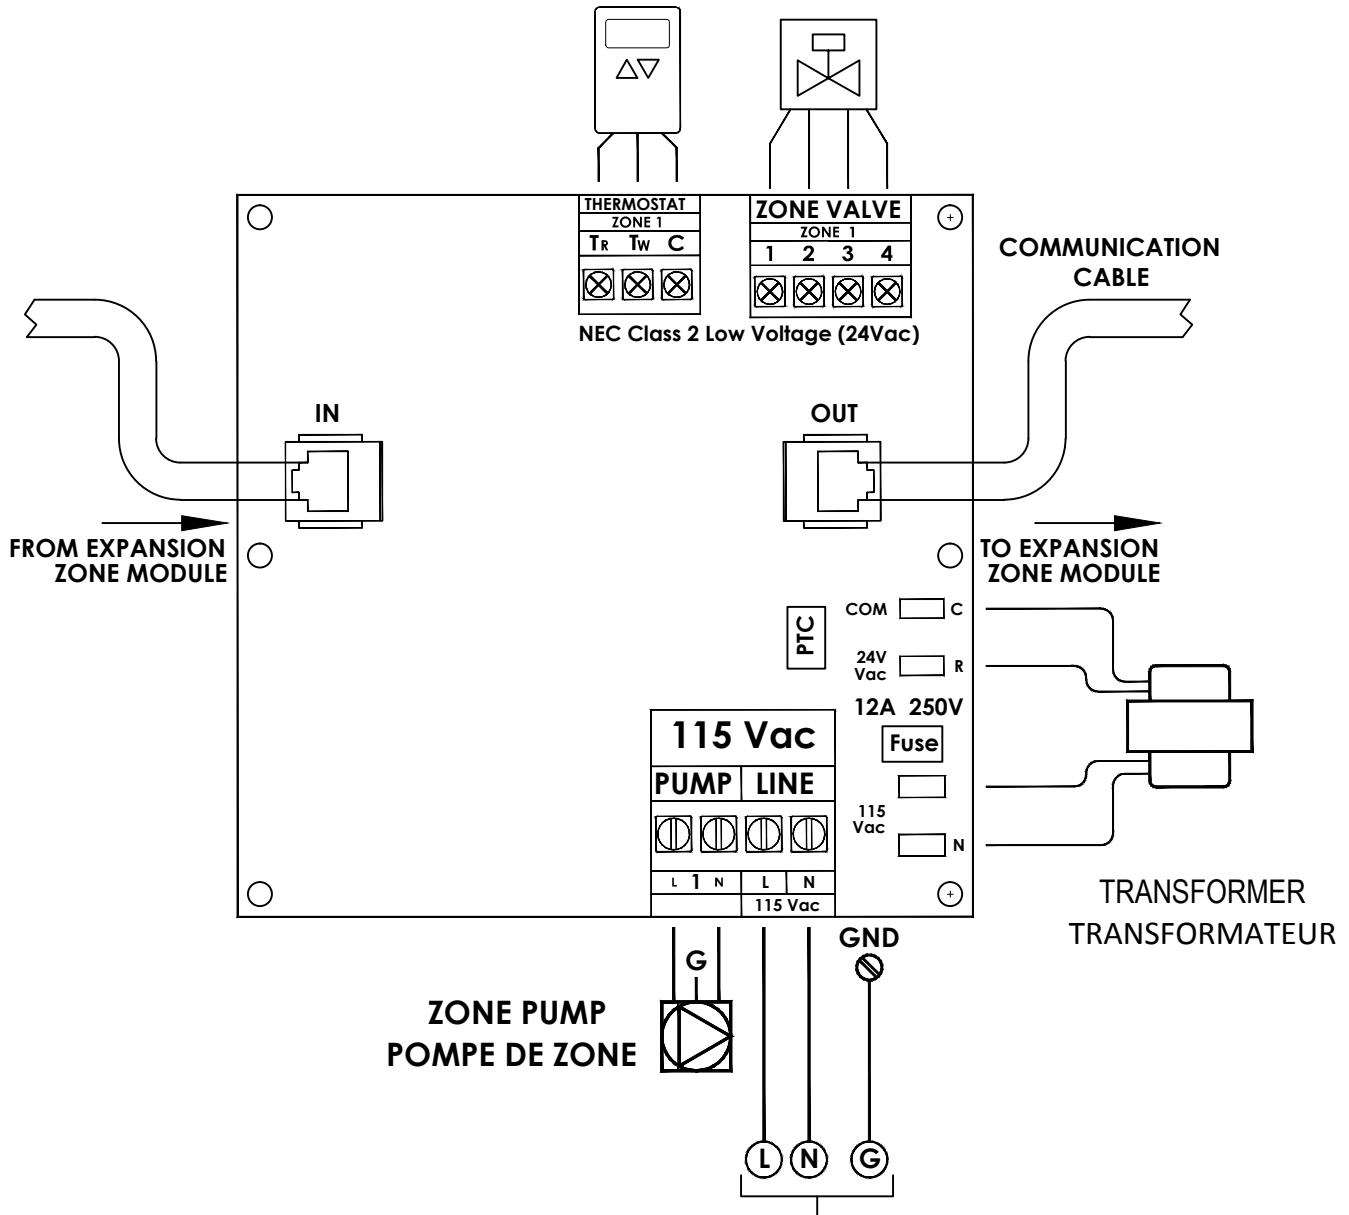 THERMOSTAT
ZONE 1
TR TW C
ZONE VALVE
ZONE 1
1 2 3 4
NEC Class 2 Low Voltage (24Vac)
COMMUNICATION
CABLE
IN
OUT
FROM EXPANSION
ZONE MODULE
TO EXPANSION
ZONE MODULE
PTC
COM C
24V
Vac
R
12A 250V
Fuse
115
Vac
N
115 Vac
PUMP LINE
L 1 N L N
115 Vac
TRANSFORMER
TRANSFORMATEUR
GND
G
ZONE PUMP
POMPE DE ZONE
L N G